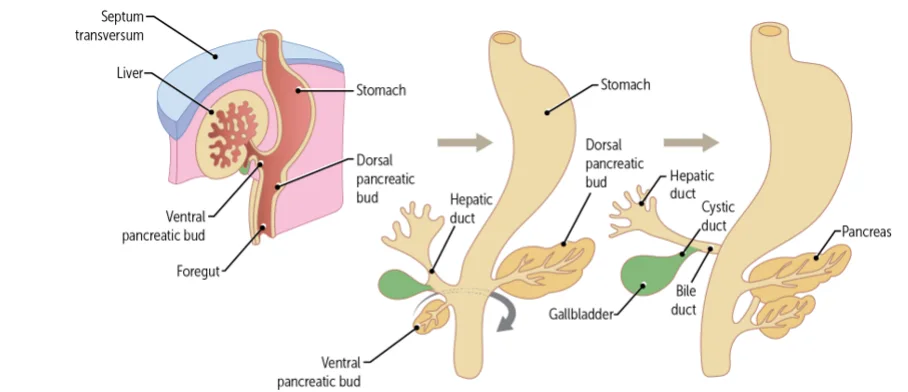 Septum
transversum
Liver
Stomach
Dorsal
pancreatic
bud
Ventral
pancreatic bud
Foregut
Stomach
Dorsal
pancreatic
bud
Hepatic
duct
Ventral
pancreatic bud
Hepatic
duct
Cystic
duct
Pancreas
Bile
duct
Gallbladder